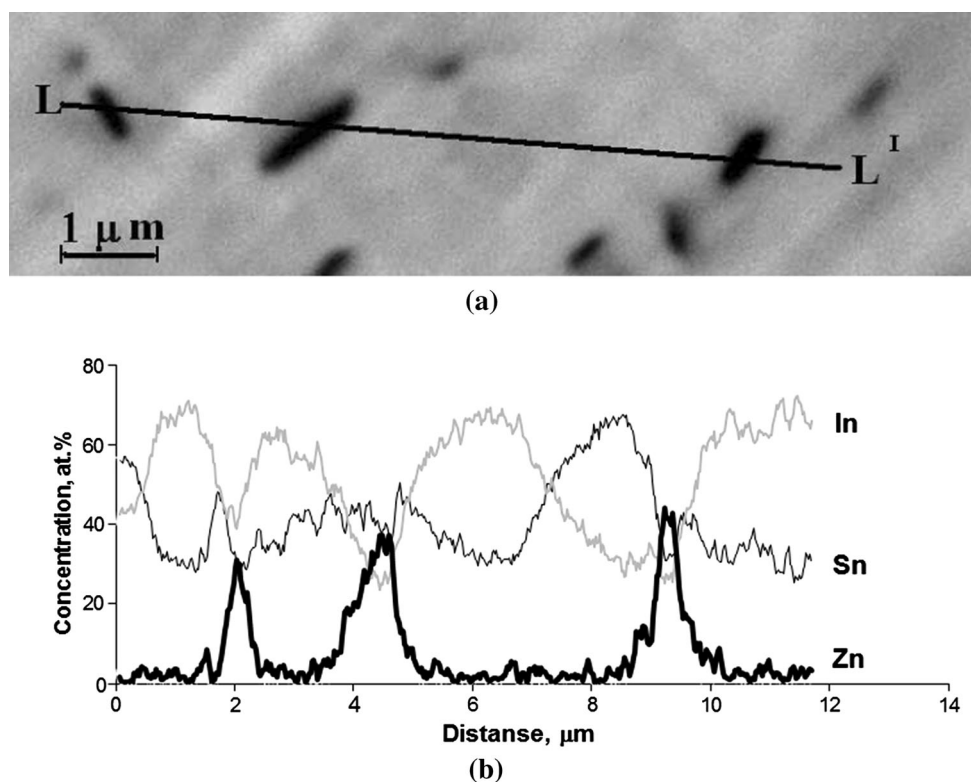 L
L I
1 μm
(a)
80
60
40
20
0
Concentration, at.%
In
Sn
Zn
0 2 4 6 8 10 12 14
Distanse, μm
(b)